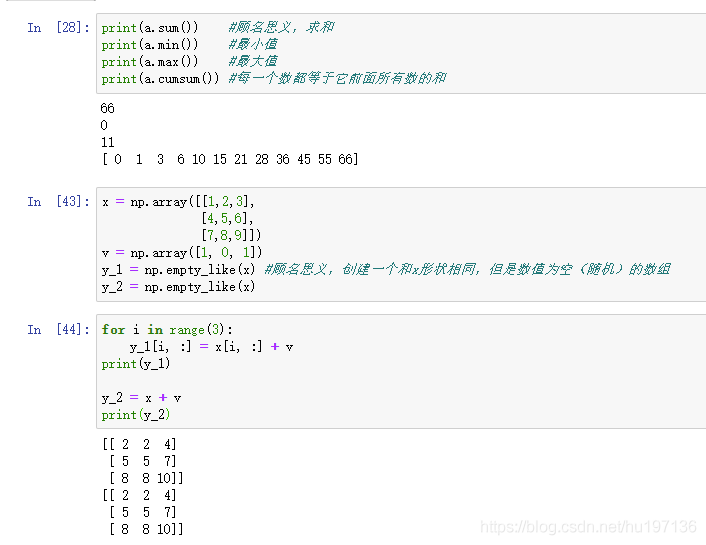 In [28]: print(a.sum())    #顾名思义，求和
print(a.min())    #最小值
print(a.max())    #最大值
print(a.cumsum()) #每一个数都等于它前面所有数的和
66
0
11
[ 0  1  3  6 10 15 21 28 36 45 55 66]
In [43]: x = np.array([[1,2,3],
[4,5,6],
[7,8,9]])
v = np.array([1, 0, 1])
y_1 = np.empty_like(x) #顾名思义，创建一个和x形状相同，但是数值为空（随机）的数组
y_2 = np.empty_like(x)
In [44]: for i in range(3):
y_1[i, :] = x[i, :] + v
print(y_1)
y_2 = x + v
print(y_2)
[[ 2  2  4]
[ 5  5  7]
[ 8  8 10]]
[[ 2  2  4]
[ 5  5  7]
[ 8  8 10]]
https://blog.csdn.net/hu197136